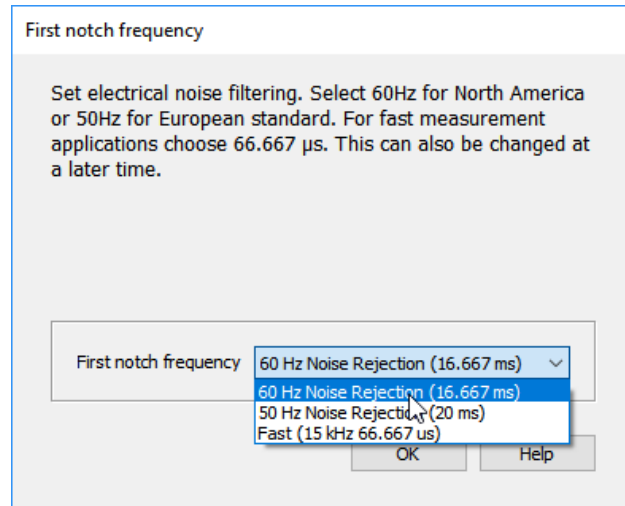 First notch frequency
Set electrical noise filtering. Select 60Hz for North America
or 50Hz for European standard. For fast measurement
applications choose 66.667 µs. This can also be changed at
a later time.
First notch frequency 60 Hz Noise Rejection (16.667 ms)
60 Hz Noise Rejection (16.667 ms)
50 Hz Noise Rejection (20 ms)
Fast (15 kHz 66.667 us)
OK Help